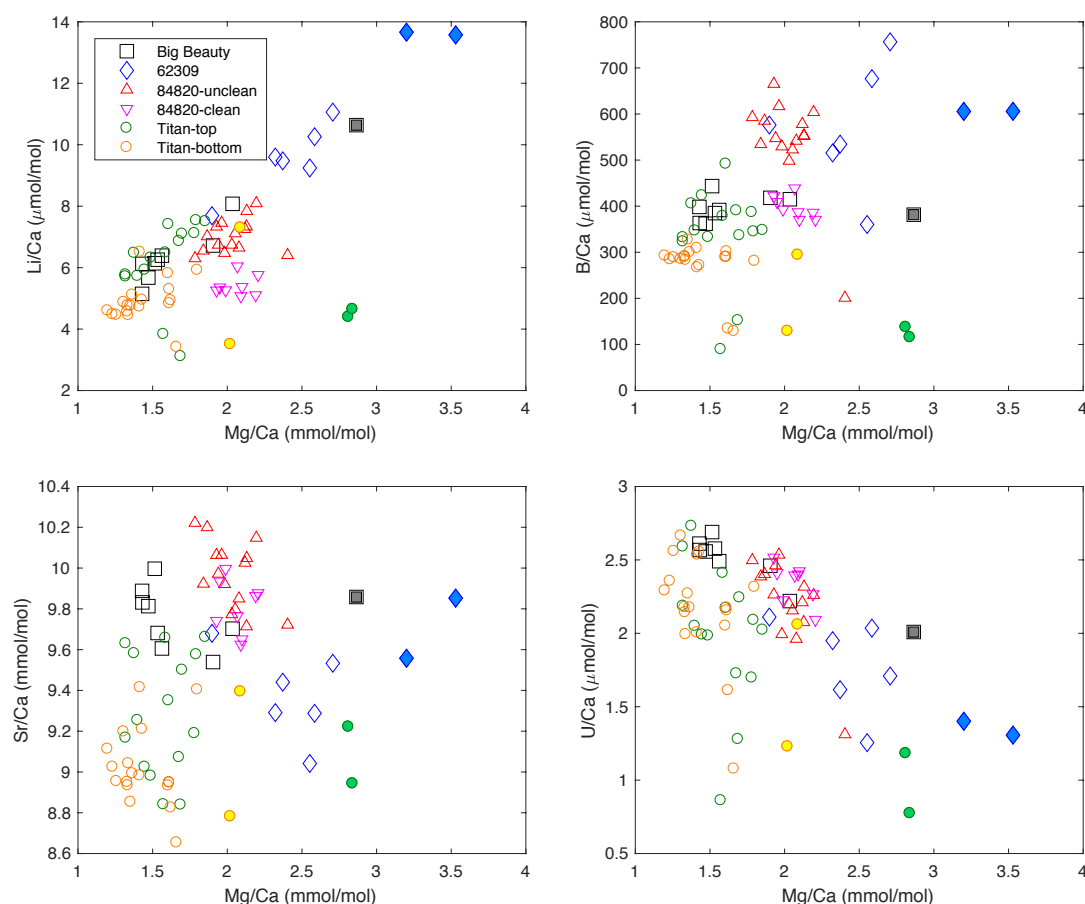 14
12
10
8
6
4
2
Li/Ca (μmol/mol)
Big Beauty
62309
84820-unclean
84820-clean
Titan-top
Titan-bottom
1 1.5 2 2.5 3 3.5 4
Mg/Ca (mmol/mol)
800
700
600
500
400
300
200
100
0
B/Ca (μmol/mol)
1 1.5 2 2.5 3 3.5 4
Mg/Ca (mmol/mol)
10.4
10.2
10
9.8
9.6
9.4
9.2
9
8.8
8.6
Sr/Ca (mmol/mol)
1 1.5 2 2.5 3 3.5 4
Mg/Ca (mmol/mol)
3
2.5
2
1.5
1
0.5
U/Ca (μmol/mol)
1 1.5 2 2.5 3 3.5 4
Mg/Ca (mmol/mol)